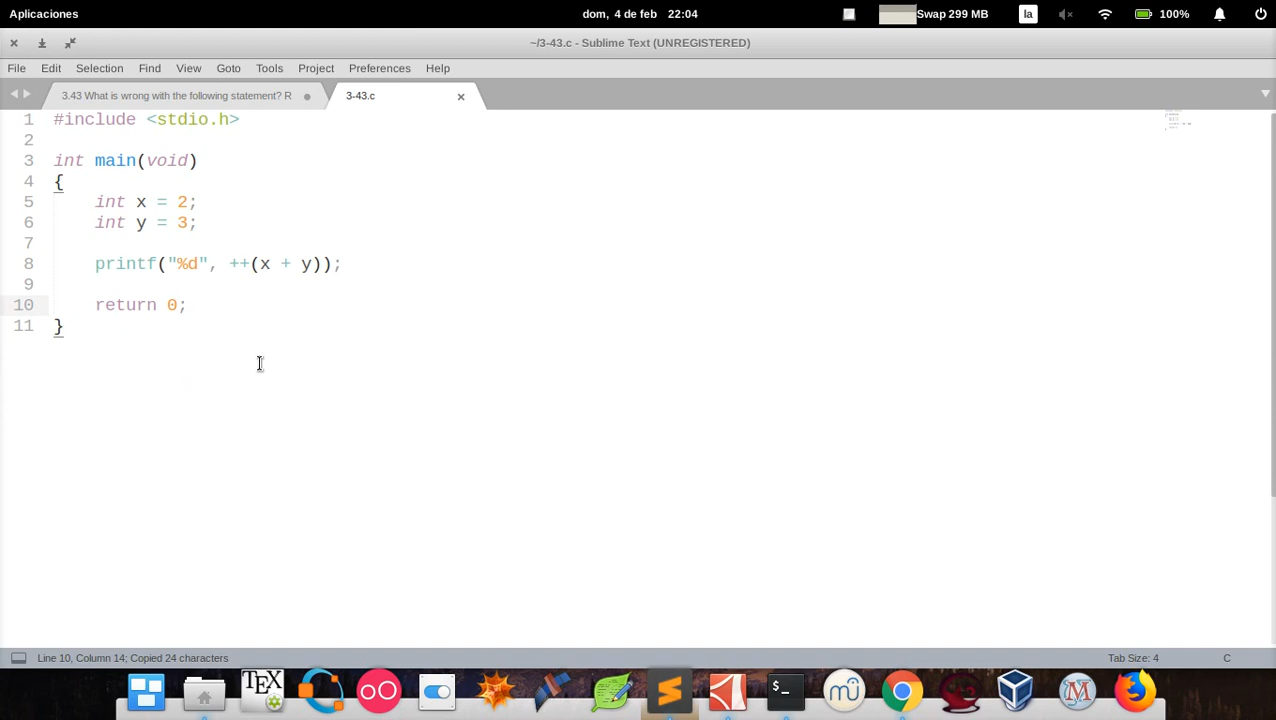 Aplicaciones dom, 4 de feb 22:04 Swap 299 MB la 100%
~/3-43.c - Sublime Text (UNREGISTERED)
File Edit Selection Find View Goto Tools Project Preferences Help
3.43 What is wrong with the following statement? R 3-43.c
1 #include <stdio.h>
2
3 int main(void)
4 {
5 int x = 2;
6 int y = 3;
7
8 printf("%d", ++(x + y));
9
10 return 0;
11 }
Line 10, Column 14; Copied 24 characters Tab Size: 4 C
TEX >_ mü M